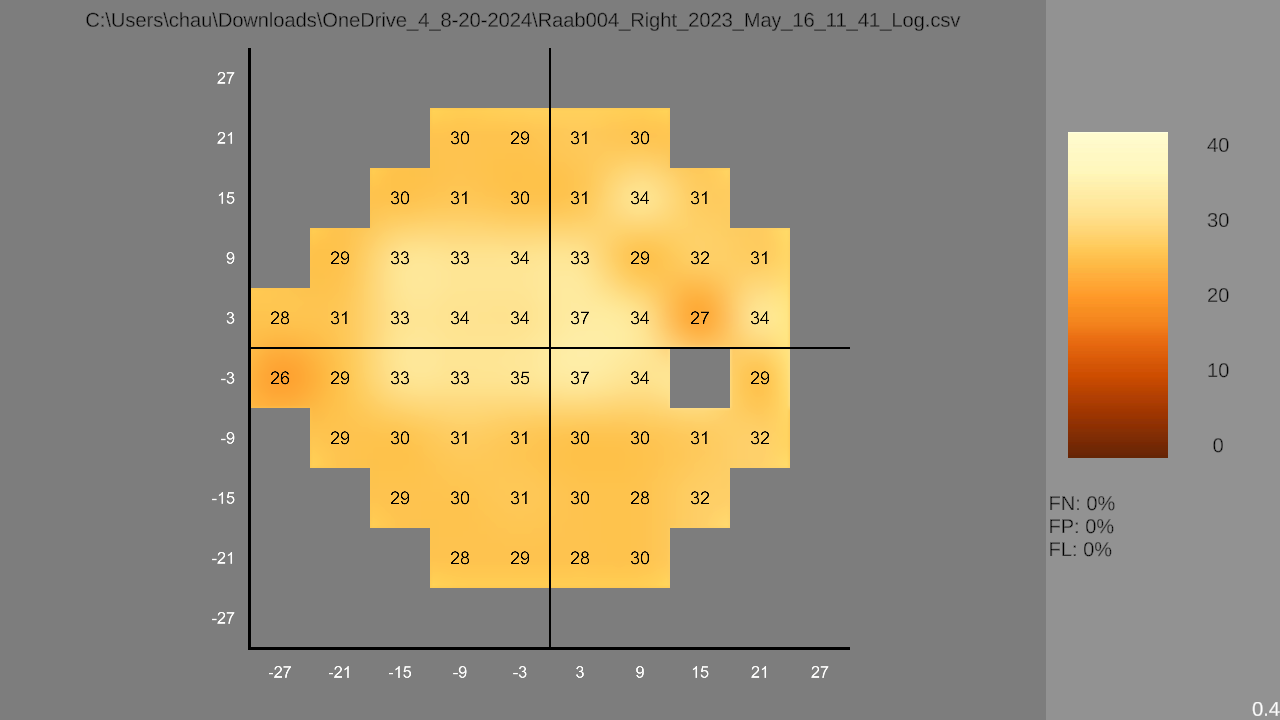 C:\Users\chau\Downloads\OneDrive_4_8-20-2024\Raab004_Right_2023_May_16_11_41_Log.csv
27
21 30 29 31 30
15 30 31 30 31 34 31
9 29 33 33 34 33 29 32 31
3 28 31 33 34 34 37 34 27 34
-3 26 29 33 33 35 37 34 29
-9 29 30 31 31 30 30 31 32
-15 29 30 31 30 28 32
-21 28 29 28 30
-27
-27 -21 -15 -9 -3 3 9 15 21 27
40
30
20
10
0
FN: 0%
FP: 0%
FL: 0%
0.4